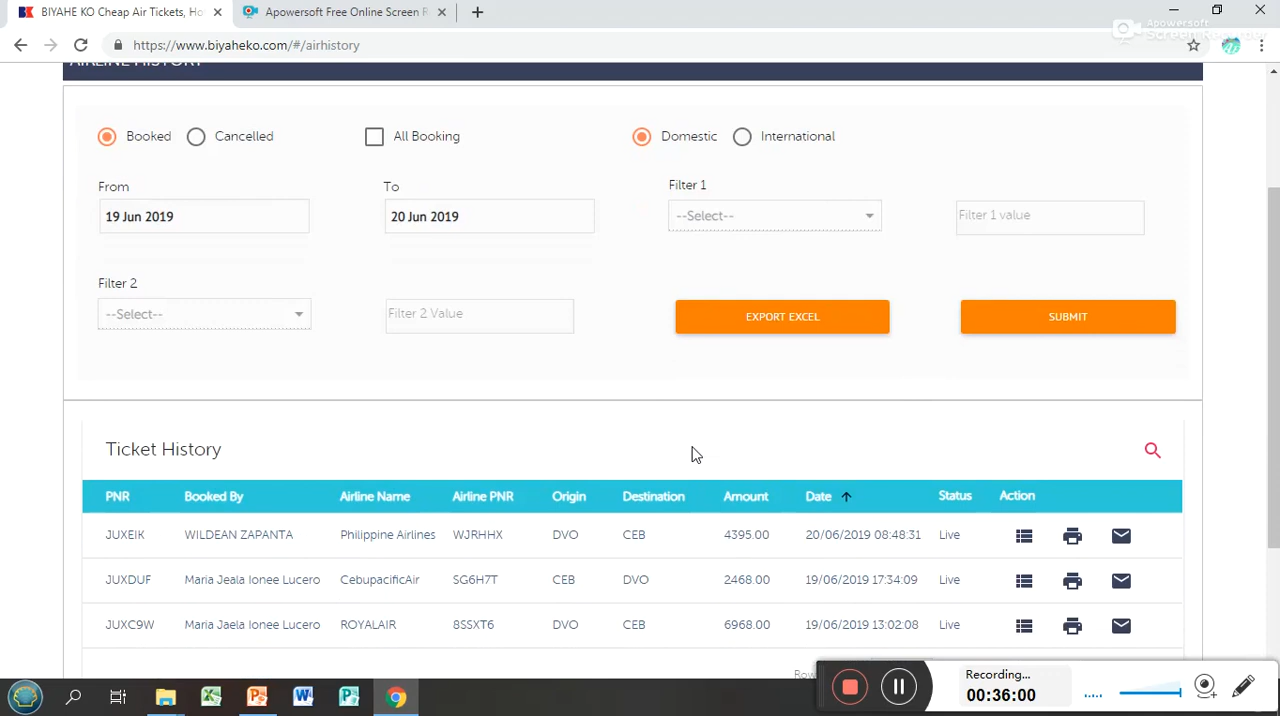 BIYAHE KO Cheap Air Tickets, Ho
Apowersoft Free Online Screen R
Apowersoft
Screen Recorder
https://www.biyaheko.com/#/airhistory
AIRLINE HISTORY
Booked Cancelled All Booking Domestic International
From To Filter 1
19 Jun 2019 20 Jun 2019 --Select-- Filter 1 value
Filter 2
--Select-- Filter 2 Value EXPORT EXCEL SUBMIT
Ticket History
PNR Booked By Airline Name Airline PNR Origin Destination Amount Date Status Action
JUXEIK WILDEAN ZAPANTA Philippine Airlines WJRHHX DVO CEB 4395.00 20/06/2019 08:48:31 Live
JUXDUF Maria Jeala Ionee Lucero CebupacificAir SG6H7T CEB DVO 2468.00 19/06/2019 17:34:09 Live
JUXC9W Maria Jaela Ionee Lucero ROYALAIR 8SSXT6 DVO CEB 6968.00 19/06/2019 13:02:08 Live
Recording...
00:36:00